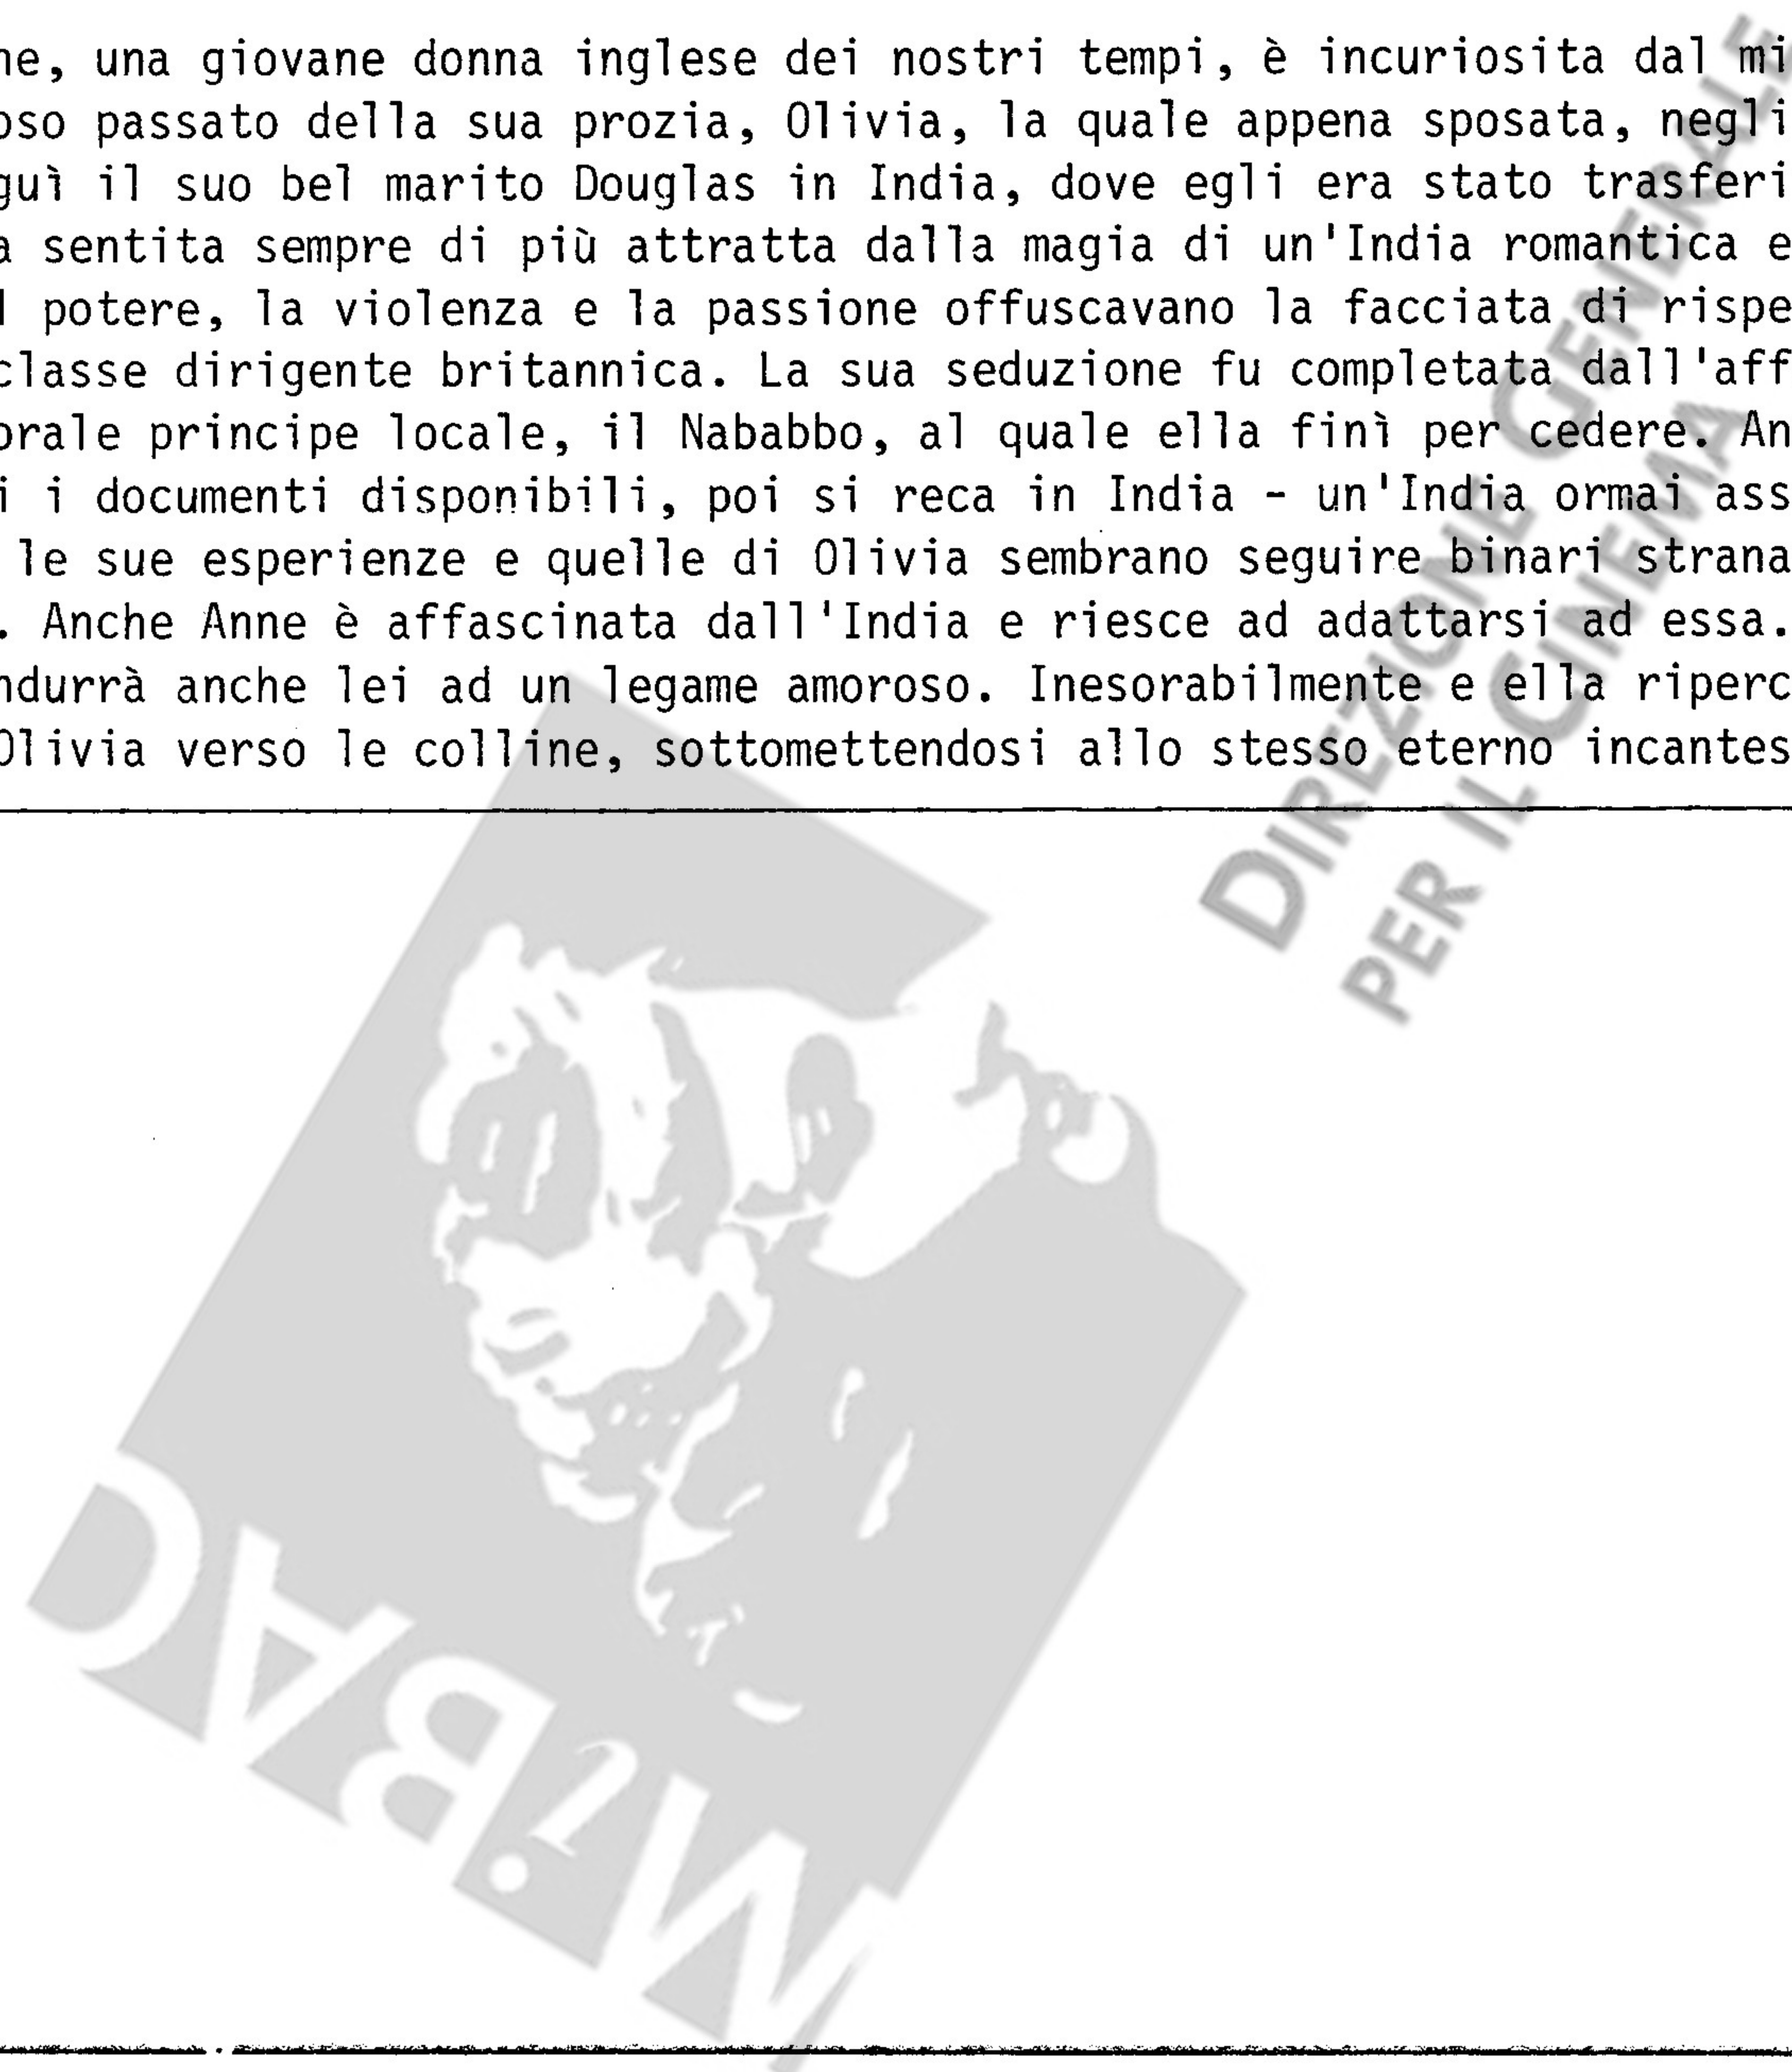 ne, una giovane donna inglese dei nostri tempi, è incuriosita dal mi
oso passato della sua prozia, Olivia, la quale appena sposata, negli
guì il suo bel marito Douglas in India, dove egli era stato trasferi
a sentita sempre di più attratta dalla magia di un'India romantica e
l potere, la violenza e la passione offuscavano la facciata di rispe
classe dirigente britannica. La sua seduzione fu completata dall'aff
orale principe locale, il Nababbo, al quale ella finì per cedere. An
i i documenti disponibili, poi si reca in India - un'India ormai ass
le sue esperienze e quelle di Olivia sembrano seguire binari strana
. Anche Anne è affascinata dall'India e riesce ad adattarsi ad essa.
ndurrà anche lei ad un legame amoroso. Inesorabilmente e ella riperc
Olivia verso le colline, sottomettendosi allo stesso eterno incantes
DIREZIONE GENERALE
PER IL CINEMA
MiBAC